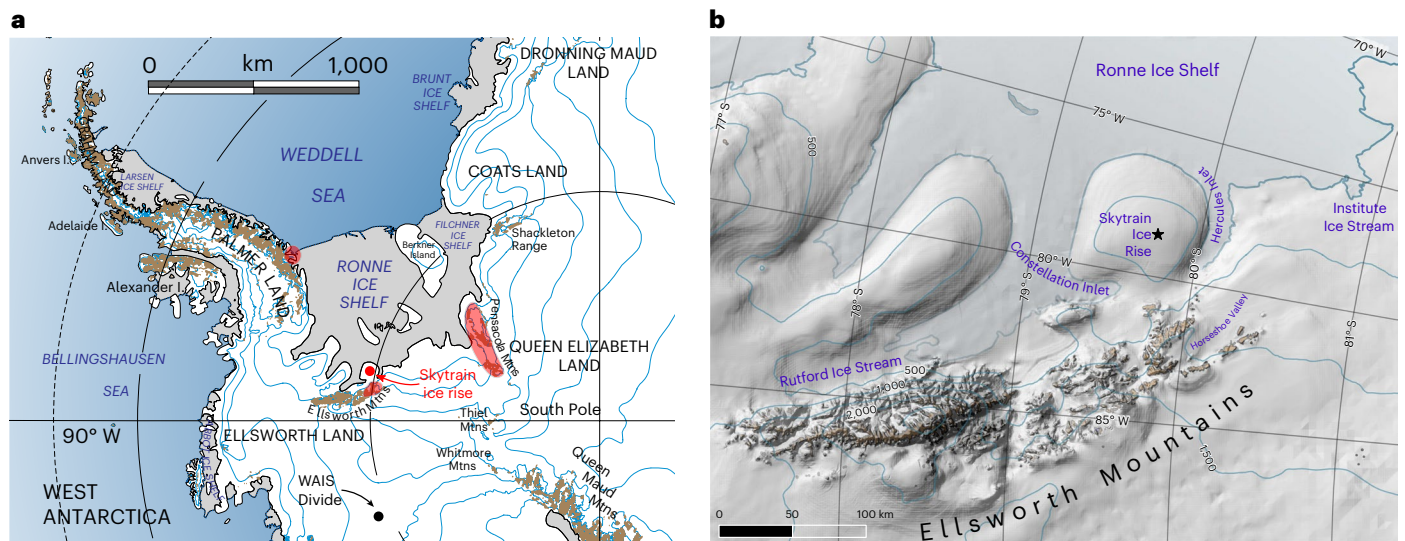 a
0 km 1,000
DRONNING MAUD
LAND
BRUNT
ICE
SHELF
WEDDELL
SEA
COATS LAND
Anvers I.
LARSEN
ICE SHELF
Adelaide I.
PALMER LAND
FILCHNER
ICE
SHELF
Shackleton
Range
Berkner
Island
RONNE
ICE
SHELF
Alexander I.
Pensacola Mtns
BELLINGSHAUSEN
SEA
QUEEN ELIZABETH
LAND
Skytrain
ice rise
Ellsworth Mtns
South Pole
Thiel
Mtns
90° W
ELLSWORTH LAND
Whitmore
Mtns
Queen
Maud
Mtns
WAIS
Divide
WEST
ANTARCTICA
b
70° W
Ronne Ice Shelf
75° W
77° S
500
Hercules Inlet
Institute
Ice Stream
Skytrain
Ice
Rise
Constellation Inlet
80° W
80° S
79° S
78° S
Horseshoe Valley
81° S
Rutford Ice Stream
500
1,000
2,000
85° W
1,500
Ellsworth Mountains
0 50 100 km